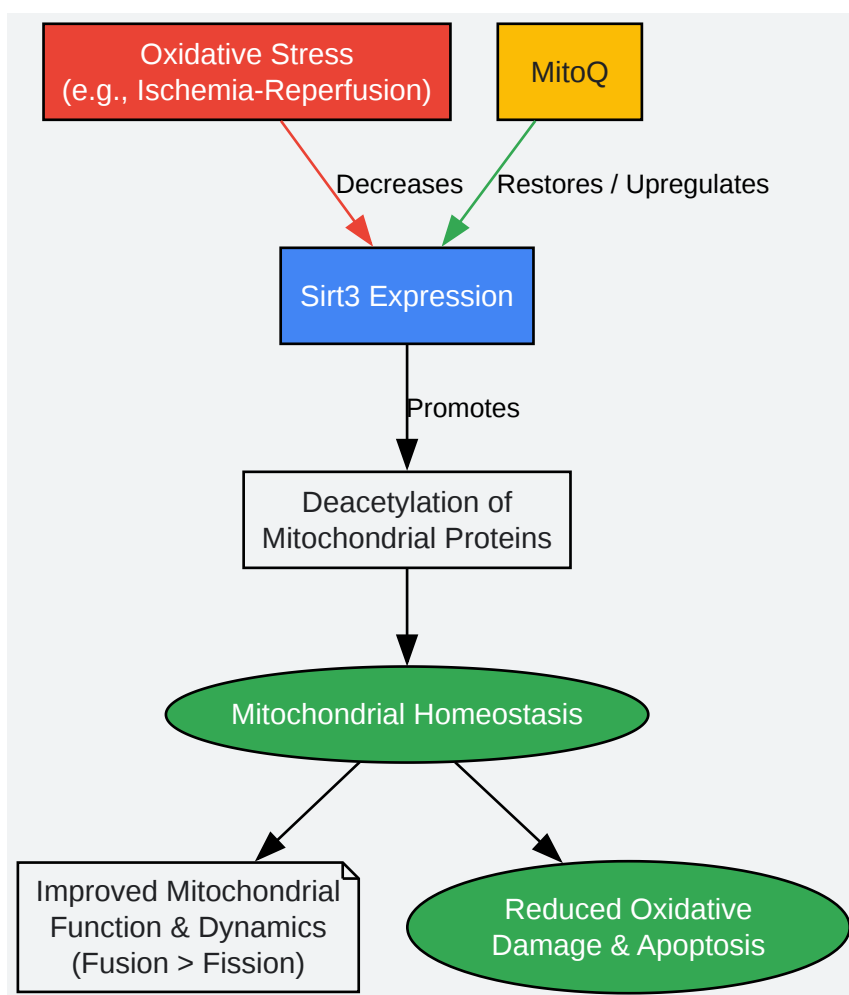 Oxidative Stress
(e.g., Ischemia-Reperfusion)
MitoQ
Decreases
Restores / Upregulates
Sirt3 Expression
Promotes
Deacetylation of
Mitochondrial Proteins
Mitochondrial Homeostasis
Improved Mitochondrial
Function & Dynamics
(Fusion > Fission)
Reduced Oxidative
Damage & Apoptosis